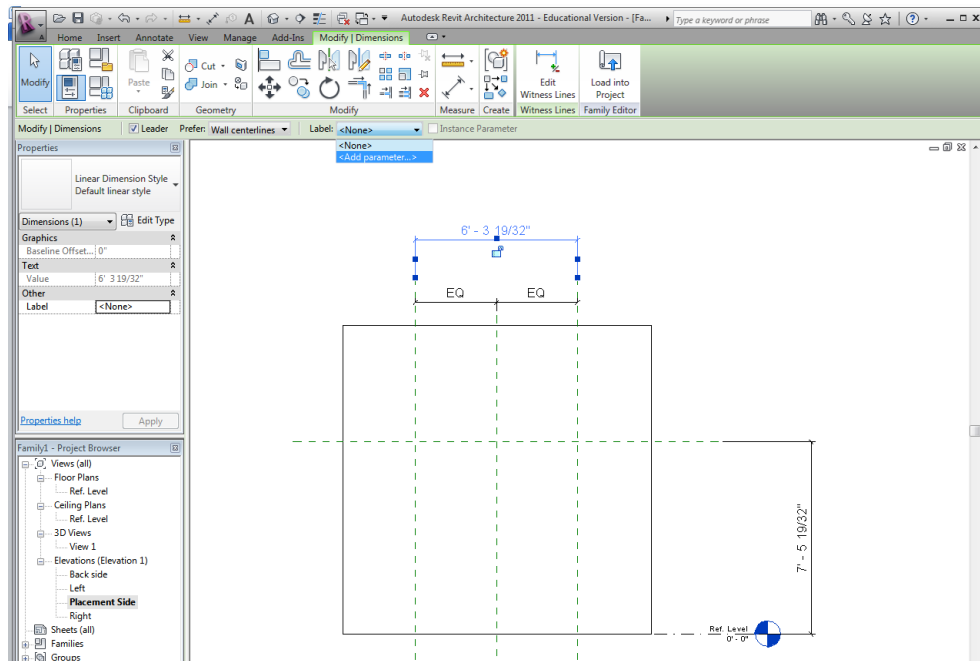 Autodesk Revit Architecture 2011 - Educational Version - [Fa... Type a keyword or phrase
Home Insert Annotate View Manage Add-Ins Modify | Dimensions
Modify Paste Cut Join Edit Witness Lines Load into Project
Select Properties Clipboard Geometry Modify Measure Create Witness Lines Family Editor
Modify | Dimensions Leader Prefer: Wall centerlines Label: <None> Instance Parameter
<None>
<Add parameter...>
Properties
Linear Dimension Style
Default linear style
Dimensions (1) Edit Type
Graphics
Baseline Offset... 0"
Text
Value 6' 3 19/32"
Other
Label <None>
Properties help Apply
6' - 3 19/32"
EQ EQ
7' - 5 19/32"
Ref. Level
0' - 0"
Family1 - Project Browser
Views (all)
Floor Plans
Ref. Level
Ceiling Plans
Ref. Level
3D Views
View 1
Elevations (Elevation 1)
Back side
Left
Placement Side
Right
Sheets (all)
Families
Groups